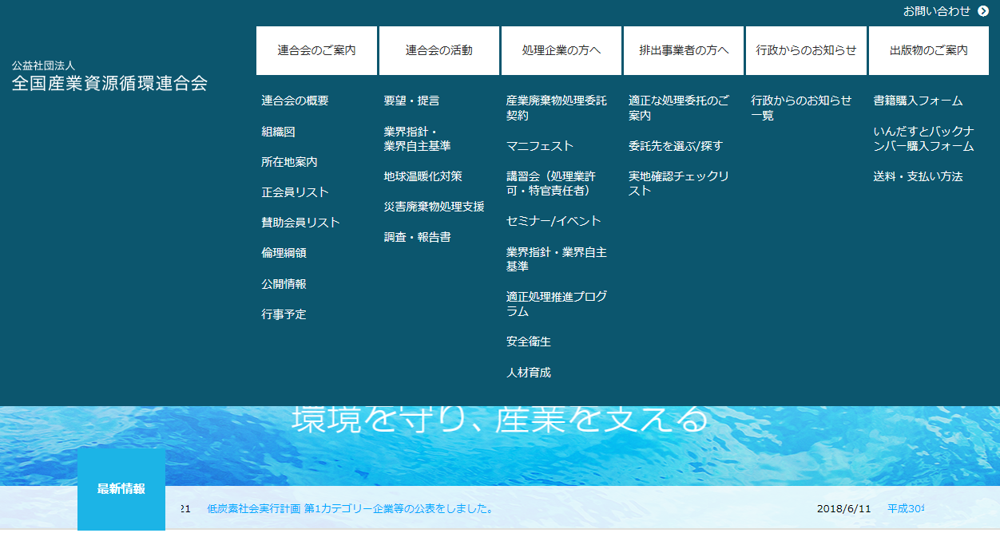 お問い合わせ
公益社団法人
全国産業資源循環連合会
連合会のご案内
連合会の活動
処理企業の方へ
排出事業者の方へ
行政からのお知らせ
出版物のご案内
連合会の概要
組織図
所在地案内
正会員リスト
賛助会員リスト
倫理綱領
公開情報
行事予定
要望・提言
業界指針・
業界自主基準
地球温暖化対策
災害廃棄物処理支援
調査・報告書
産業廃棄物処理委託
契約
マニフェスト
講習会（処理業許
可・特官責任者）
セミナー/イベント
業界指針・業界自主
基準
適正処理推進プログ
ラム
安全衛生
人材育成
適正な処理委托のご
案内
委託先を選ぶ/探す
実地確認チェックリ
スト
行政からのお知らせ
一覧
書籍購入フォーム
いんだすとバックナ
ンバー購入フォーム
送料・支払い方法
環境を守り、産業を支える
最新情報
21 低炭素社会実行計画 第1カテゴリー企業等の公表をしました。
2018/6/11 平成30